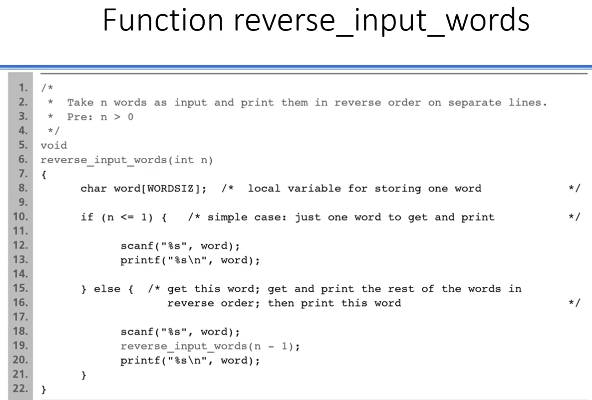 Function reverse_input_words
1. /*
2.  *  Take n words as input and print them in reverse order on separate lines.
3.  *  Pre: n > 0
4.  */
5. void
6. reverse_input_words(int n)
7. {
8.       char word[WORDSIZ];  /*  local variable for storing one word             */
9.
10.       if (n <= 1) {   /* simple case: just one word to get and print           */
11.
12.             scanf("%s", word);
13.             printf("%s\n", word);
14.
15.       } else {  /* get this word; get and print the rest of the words in
16.                    reverse order; then print this word                         */
17.
18.             scanf("%s", word);
19.             reverse_input_words(n - 1);
20.             printf("%s\n", word);
21.       }
22. }